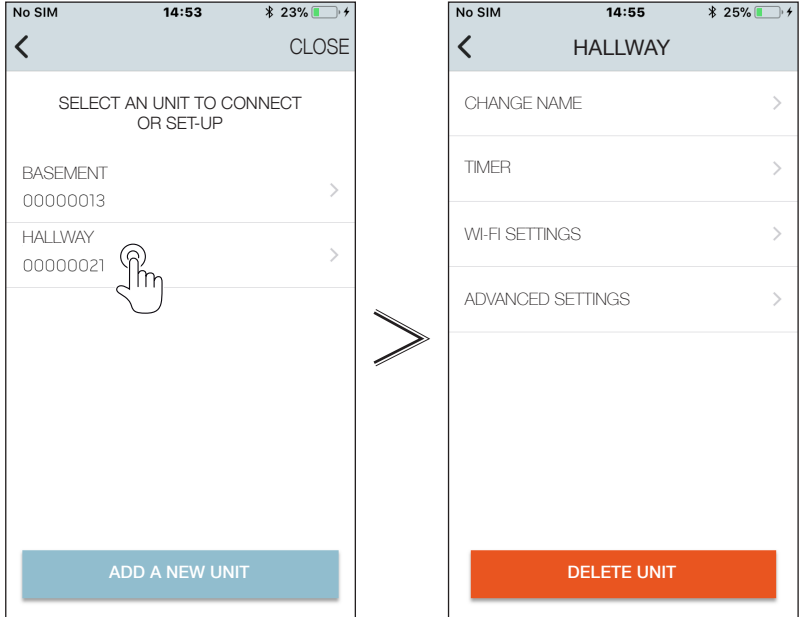 No SIM 14:53 23%
CLOSE
SELECT AN UNIT TO CONNECT
OR SET-UP
BASEMENT
00000013
HALLWAY
00000021
ADD A NEW UNIT
No SIM 14:55 25%
HALLWAY
CHANGE NAME
TIMER
WI-FI SETTINGS
ADVANCED SETTINGS
DELETE UNIT